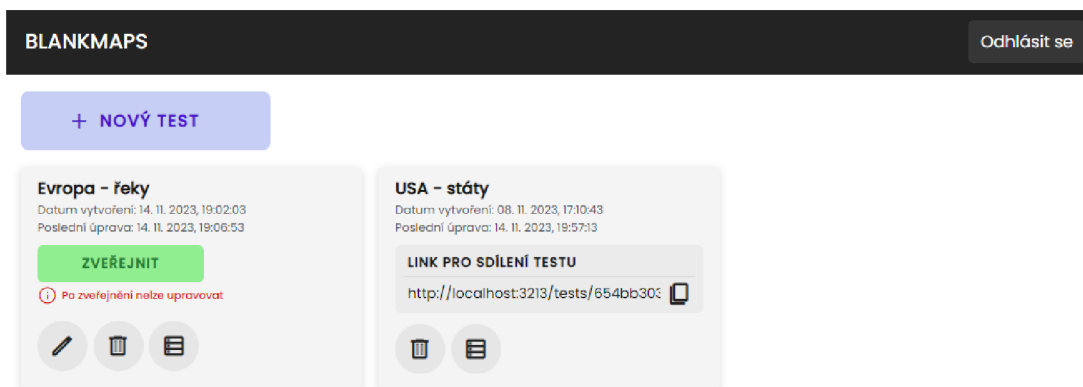 BLANKMAPS
Odhlásit se
+ NOVÝ TEST
Evropa - řeky
Datum vytvoření: 14. 11. 2023, 19:02:03
Poslední úprava: 14. 11. 2023, 19:06:53
ZVEŘEJNIT
Po zveřejnění nelze upravovat
USA - státy
Datum vytvoření: 08. 11. 2023, 17:10:43
Poslední úprava: 14. 11. 2023, 19:57:13
LINK PRO SDÍLENÍ TESTU
http://localhost:3213/tests/654bb303